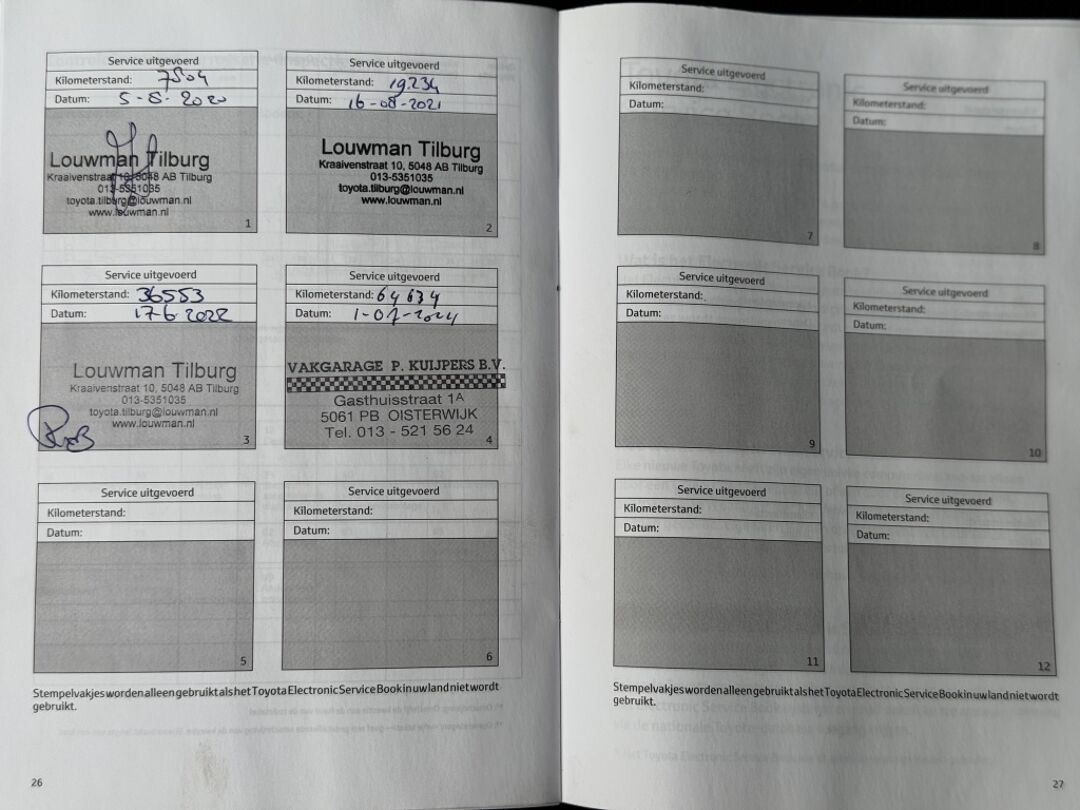 Service uitgevoerd
Kilometerstand: 7504
Datum: 5-8-2020
Louwman Tilburg
Kraaivenstraat 10, 5048 AB Tilburg
013-5351035
toyota.tilburg@louwman.nl
www.louwman.nl
1
Service uitgevoerd
Kilometerstand: 19.234
Datum: 16-08-2021
Louwman Tilburg
Kraaivenstraat 10, 5048 AB Tilburg
013-5351035
toyota.tilburg@louwman.nl
www.louwman.nl
2
Service uitgevoerd
Kilometerstand: 36553
Datum: 17-6-2022
Louwman Tilburg
Kraaivenstraat 10, 5048 AB Tilburg
013-5351035
toyota.tilburg@louwman.nl
www.louwman.nl
3
Service uitgevoerd
Kilometerstand: 64634
Datum: 1-07-2024
VAKGARAGE P. KUIJPERS B.V.
Gasthuisstraat 1A
5061 PB OISTERWIJK
Tel. 013 - 521 56 24
4
Service uitgevoerd
Kilometerstand:
Datum:
5
Service uitgevoerd
Kilometerstand:
Datum:
6
Stempelvakjes worden alleen gebruikt als het Toyota Electronic Service Book in uw land niet wordt
gebruikt.
26
Service uitgevoerd
Kilometerstand:
Datum:
7
Service uitgevoerd
Kilometerstand:
Datum:
8
Service uitgevoerd
Kilometerstand:
Datum:
9
Service uitgevoerd
Kilometerstand:
Datum:
10
Service uitgevoerd
Kilometerstand:
Datum:
11
Service uitgevoerd
Kilometerstand:
Datum:
12
Stempelvakjes worden alleen gebruikt als het Toyota Electronic Service Book in uw land niet wordt
gebruikt.
27